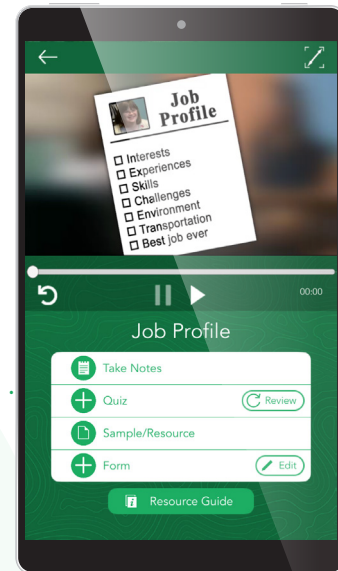 Job
Profile
Interests
Experiences
Skills
Challenges
Environment
Transportation
Best job ever
00:00
Job Profile
Take Notes
Quiz
Review
Sample/Resource
Form
Edit
Resource Guide